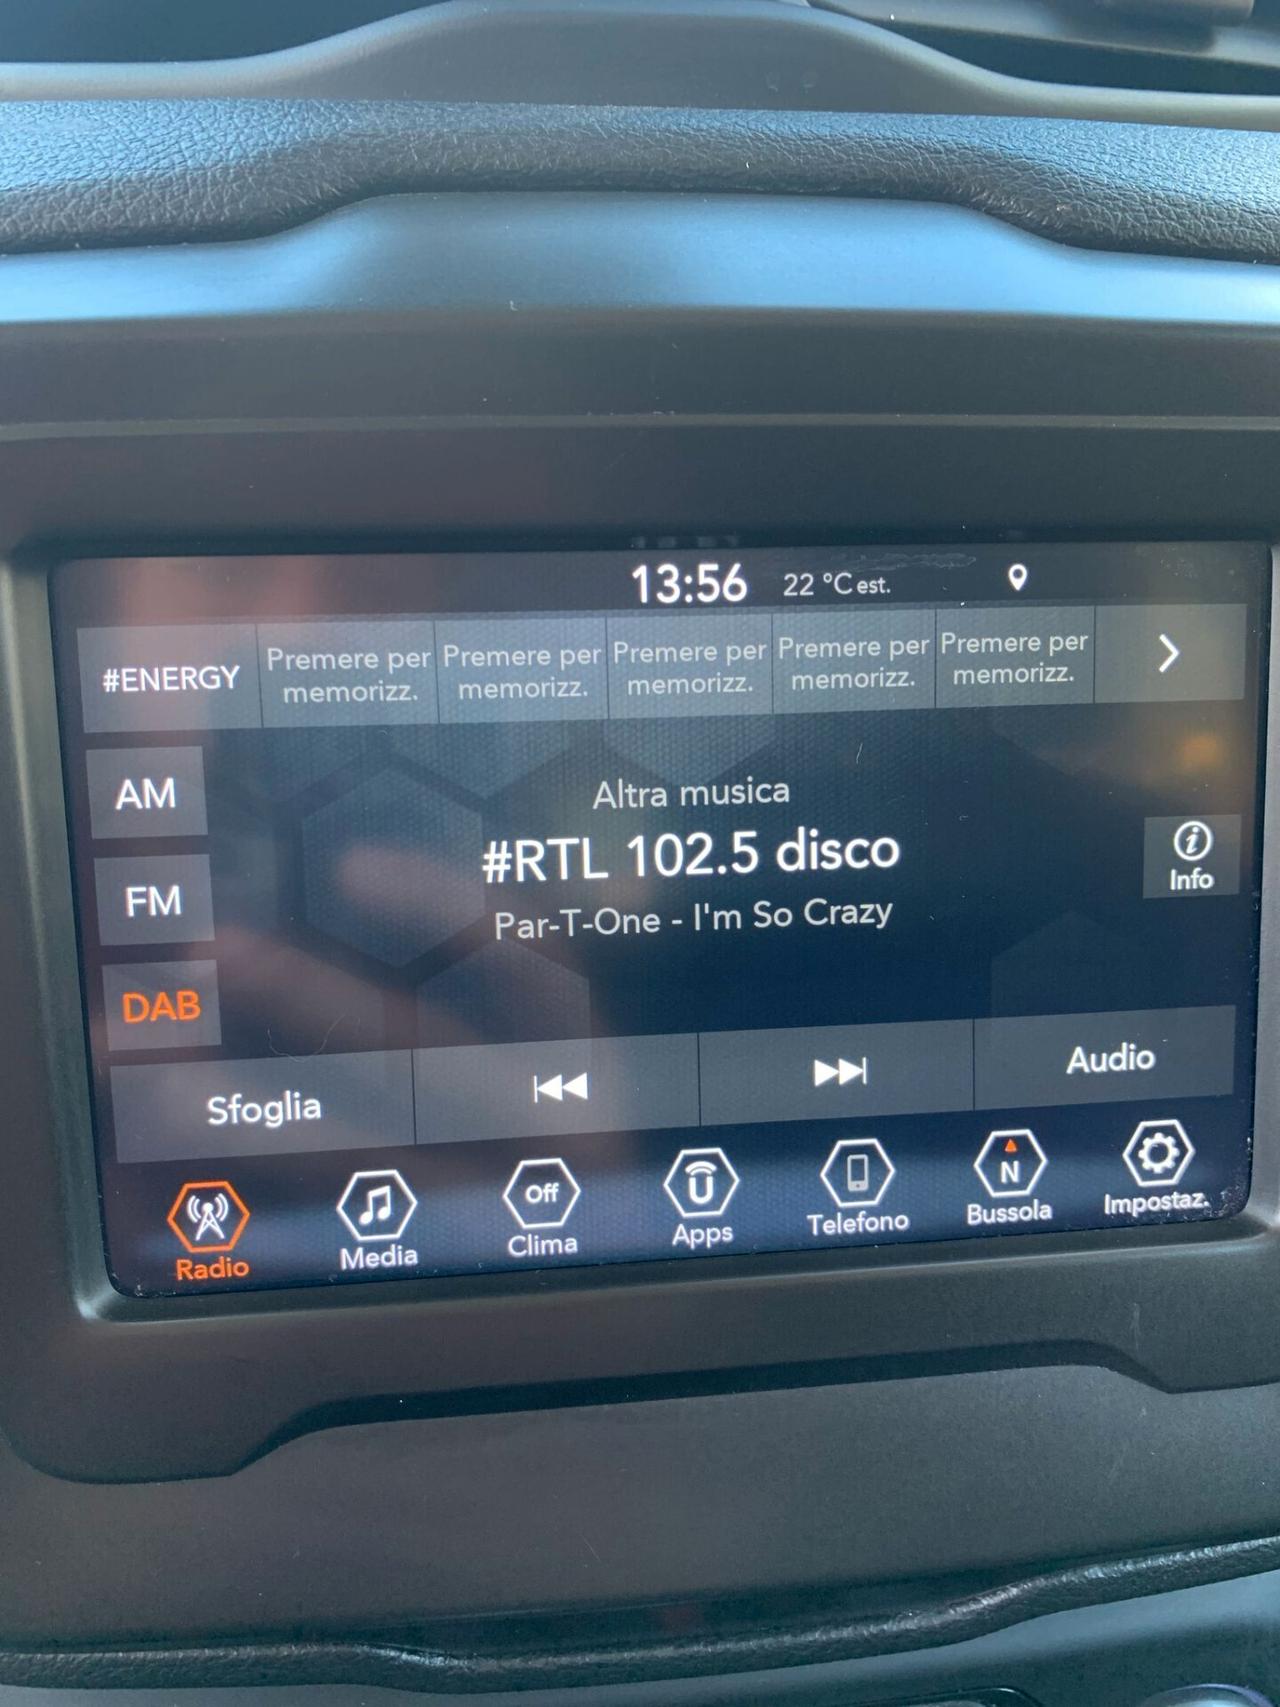 13:56 22 °C est.
#ENERGY
Premere per
memorizz.
Premere per
memorizz.
Premere per
memorizz.
Premere per
memorizz.
Premere per
memorizz.
AM
FM
DAB
Altra musica
#RTL 102.5 disco
Par-T-One - I'm So Crazy
Info
Sfoglia
Audio
Radio
Media
Off
Clima
Apps
Telefono
N
Bussola
Impostaz.